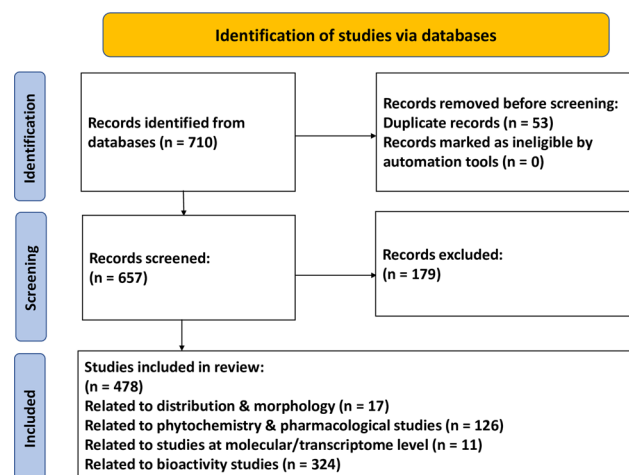 Identification of studies via databases
Identification
Records identified from
databases (n = 710)
Records removed before screening:
Duplicate records (n = 53)
Records marked as ineligible by
automation tools (n = 0)
Screening
Records screened:
(n = 657)
Records excluded:
(n = 179)
Included
Studies included in review:
(n = 478)
Related to distribution & morphology (n = 17)
Related to phytochemistry & pharmacological studies (n = 126)
Related to studies at molecular/transcriptome level (n = 11)
Related to bioactivity studies (n = 324)